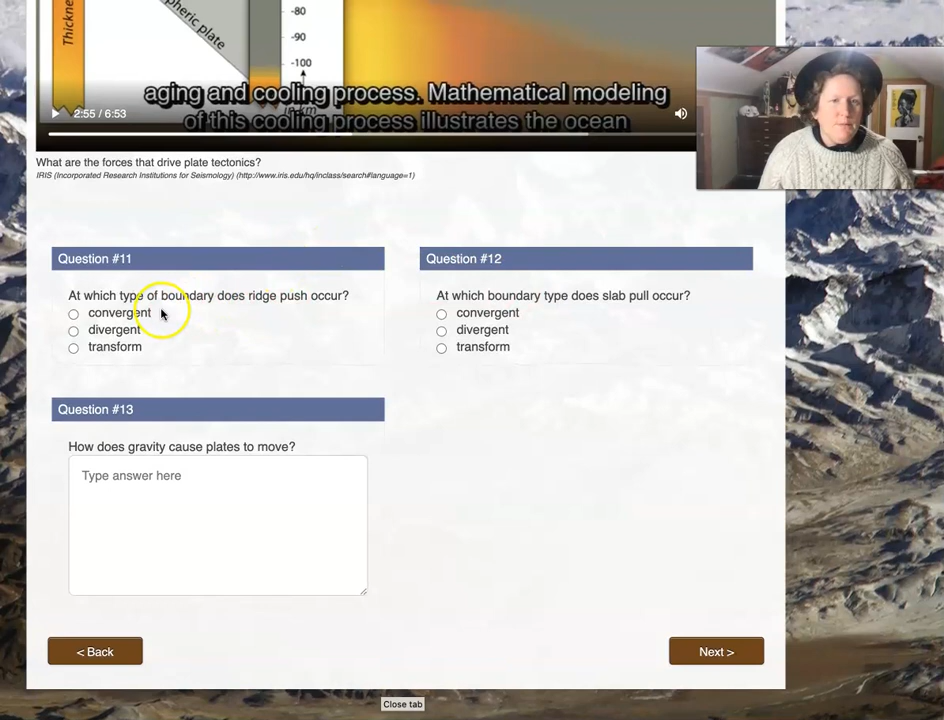 Thickne
pheric plate
-80
-90
-100
aging and cooling process. Mathematical modeling
of this cooling process illustrates the ocean
2:55 / 6:53
What are the forces that drive plate tectonics?
IRIS (Incorporated Research Institutions for Seismology) (http://www.iris.edu/hq/inclass/search#language=1)
Question #11
At which type of boundary does ridge push occur?
convergent
divergent
transform
Question #12
At which boundary type does slab pull occur?
convergent
divergent
transform
Question #13
How does gravity cause plates to move?
Type answer here
< Back
Next >
Close tab